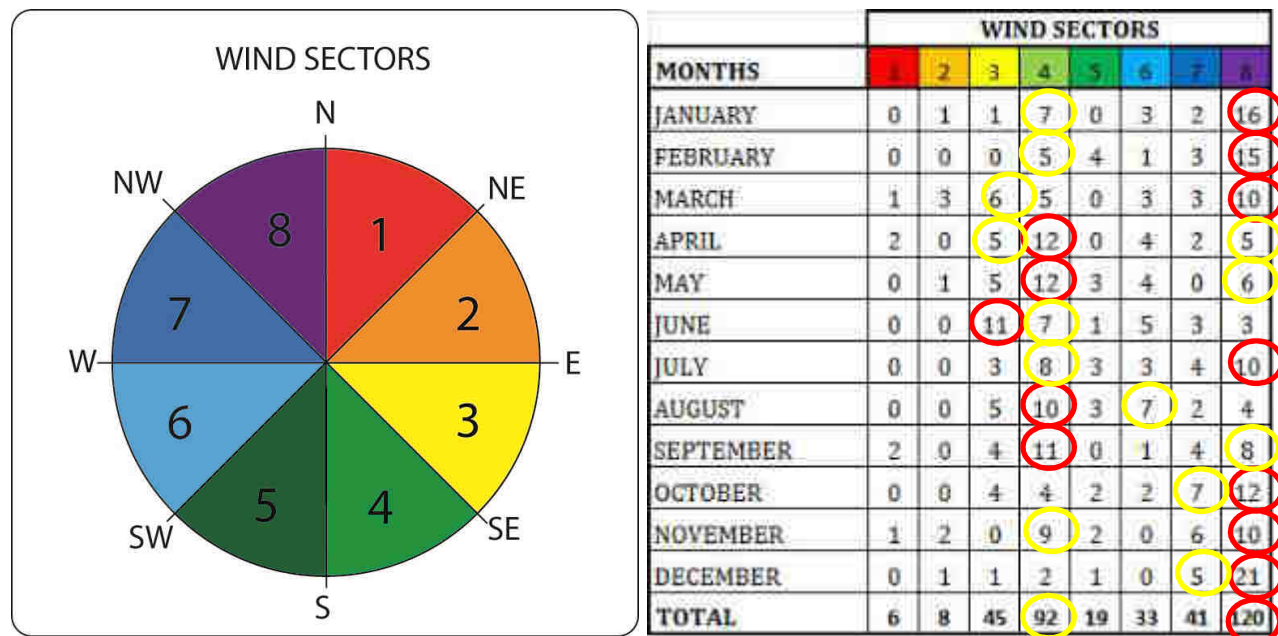 WIND SECTORS
N
NW NE
8 1
7 2
W E
6 3
5 4
SW SE
S
WIND SECTORS
MONTHS 1 2 3 4 5 6 7 8
JANUARY 0 1 1 7 0 3 2 16
FEBRUARY 0 0 0 5 4 1 3 15
MARCH 1 3 6 5 0 3 3 10
APRIL 2 0 5 12 0 4 2 5
MAY 0 1 5 12 3 4 0 6
JUNE 0 0 11 7 1 5 3 3
JULY 0 0 3 8 3 3 4 10
AUGUST 0 0 5 10 3 7 2 4
SEPTEMBER 2 0 4 11 0 1 4 8
OCTOBER 0 0 4 4 2 2 7 12
NOVEMBER 1 2 0 9 2 0 6 10
DECEMBER 0 1 1 2 1 0 5 21
TOTAL 6 8 45 92 19 33 41 120